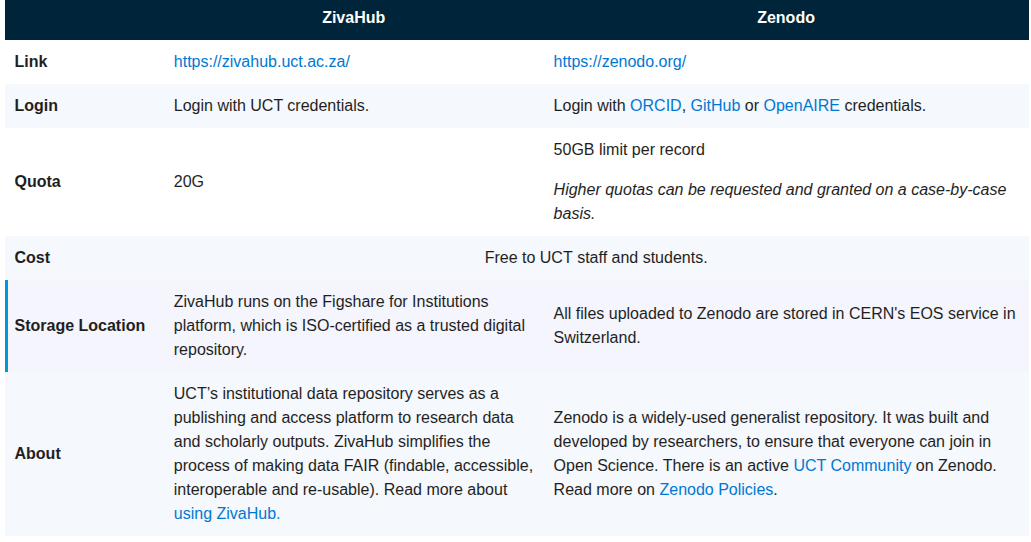 ZivaHub Zenodo
Link https://zivahub.uct.ac.za/ https://zenodo.org/
Login Login with UCT credentials. Login with ORCID, GitHub or OpenAIRE credentials.
Quota 20G 50GB limit per record
Higher quotas can be requested and granted on a case-by-case
basis.
Cost Free to UCT staff and students.
Storage Location
ZivaHub runs on the Figshare for Institutions
platform, which is ISO-certified as a trusted digital
repository.
All files uploaded to Zenodo are stored in CERN's EOS service in
Switzerland.
About
UCT’s institutional data repository serves as a
publishing and access platform to research data
and scholarly outputs. ZivaHub simplifies the
process of making data FAIR (findable, accessible,
interoperable and re-usable). Read more about
using ZivaHub.
Zenodo is a widely-used generalist repository. It was built and
developed by researchers, to ensure that everyone can join in
Open Science. There is an active UCT Community on Zenodo.
Read more on Zenodo Policies.